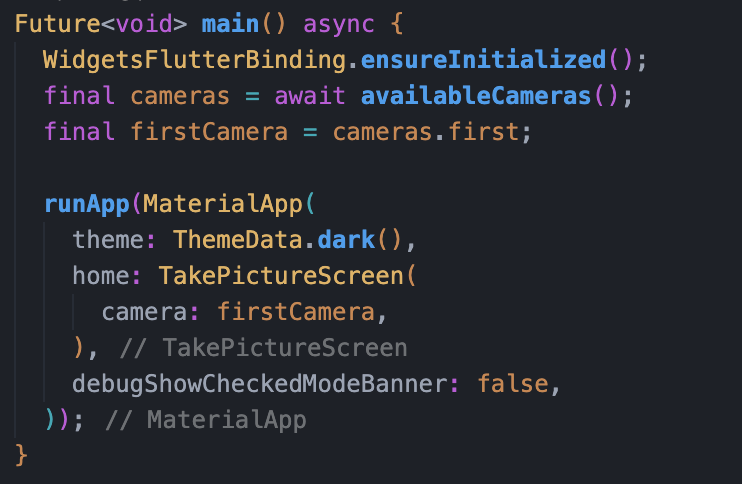 Future<void> main() async {
  WidgetsFlutterBinding.ensureInitialized();
  final cameras = await availableCameras();
  final firstCamera = cameras.first;

  runApp(MaterialApp(
    theme: ThemeData.dark(),
    home: TakePictureScreen(
      camera: firstCamera,
    ), // TakePictureScreen
    debugShowCheckedModeBanner: false,
  )); // MaterialApp
}